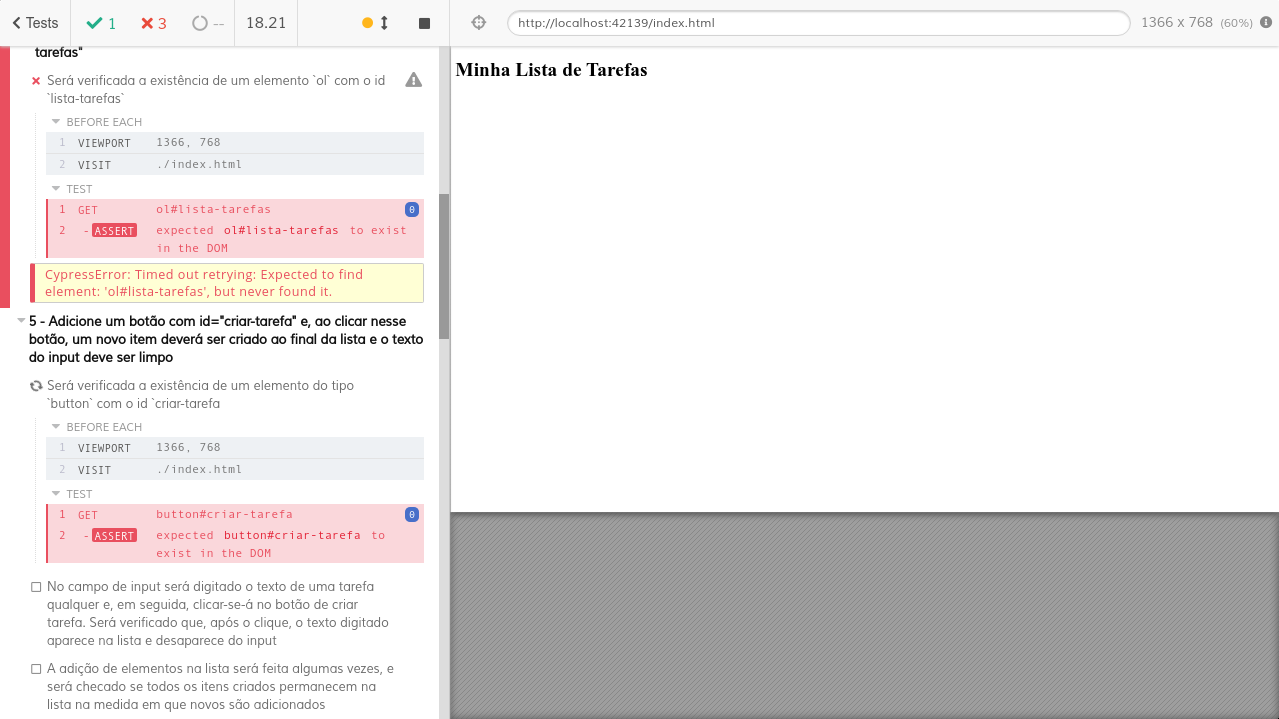 Tests
1
3
--
18.21
http://localhost:42139/index.html
1366 x 768 (60%)
tarefas"
Será verificada a existência de um elemento `ol` com o id
`lista-tarefas`
BEFORE EACH
1 VIEWPORT 1366, 768
2 VISIT ./index.html
TEST
1 GET ol#lista-tarefas 0
2 -ASSERT expected ol#lista-tarefas to exist
in the DOM
CypressError: Timed out retrying: Expected to find
element: 'ol#lista-tarefas', but never found it.
5 - Adicione um botão com id="criar-tarefa" e, ao clicar nesse
botão, um novo item deverá ser criado ao final da lista e o texto
do input deve ser limpo
Será verificada a existência de um elemento do tipo
`button` com o id `criar-tarefa
BEFORE EACH
1 VIEWPORT 1366, 768
2 VISIT ./index.html
TEST
1 GET button#criar-tarefa 0
2 -ASSERT expected button#criar-tarefa to
exist in the DOM
No campo de input será digitado o texto de uma tarefa
qualquer e, em seguida, clicar-se-á no botão de criar
tarefa. Será verificado que, após o clique, o texto digitado
aparece na lista e desaparece do input
A adição de elementos na lista será feita algumas vezes, e
será checado se todos os itens criados permanecem na
lista na medida em que novos são adicionados
Minha Lista de Tarefas